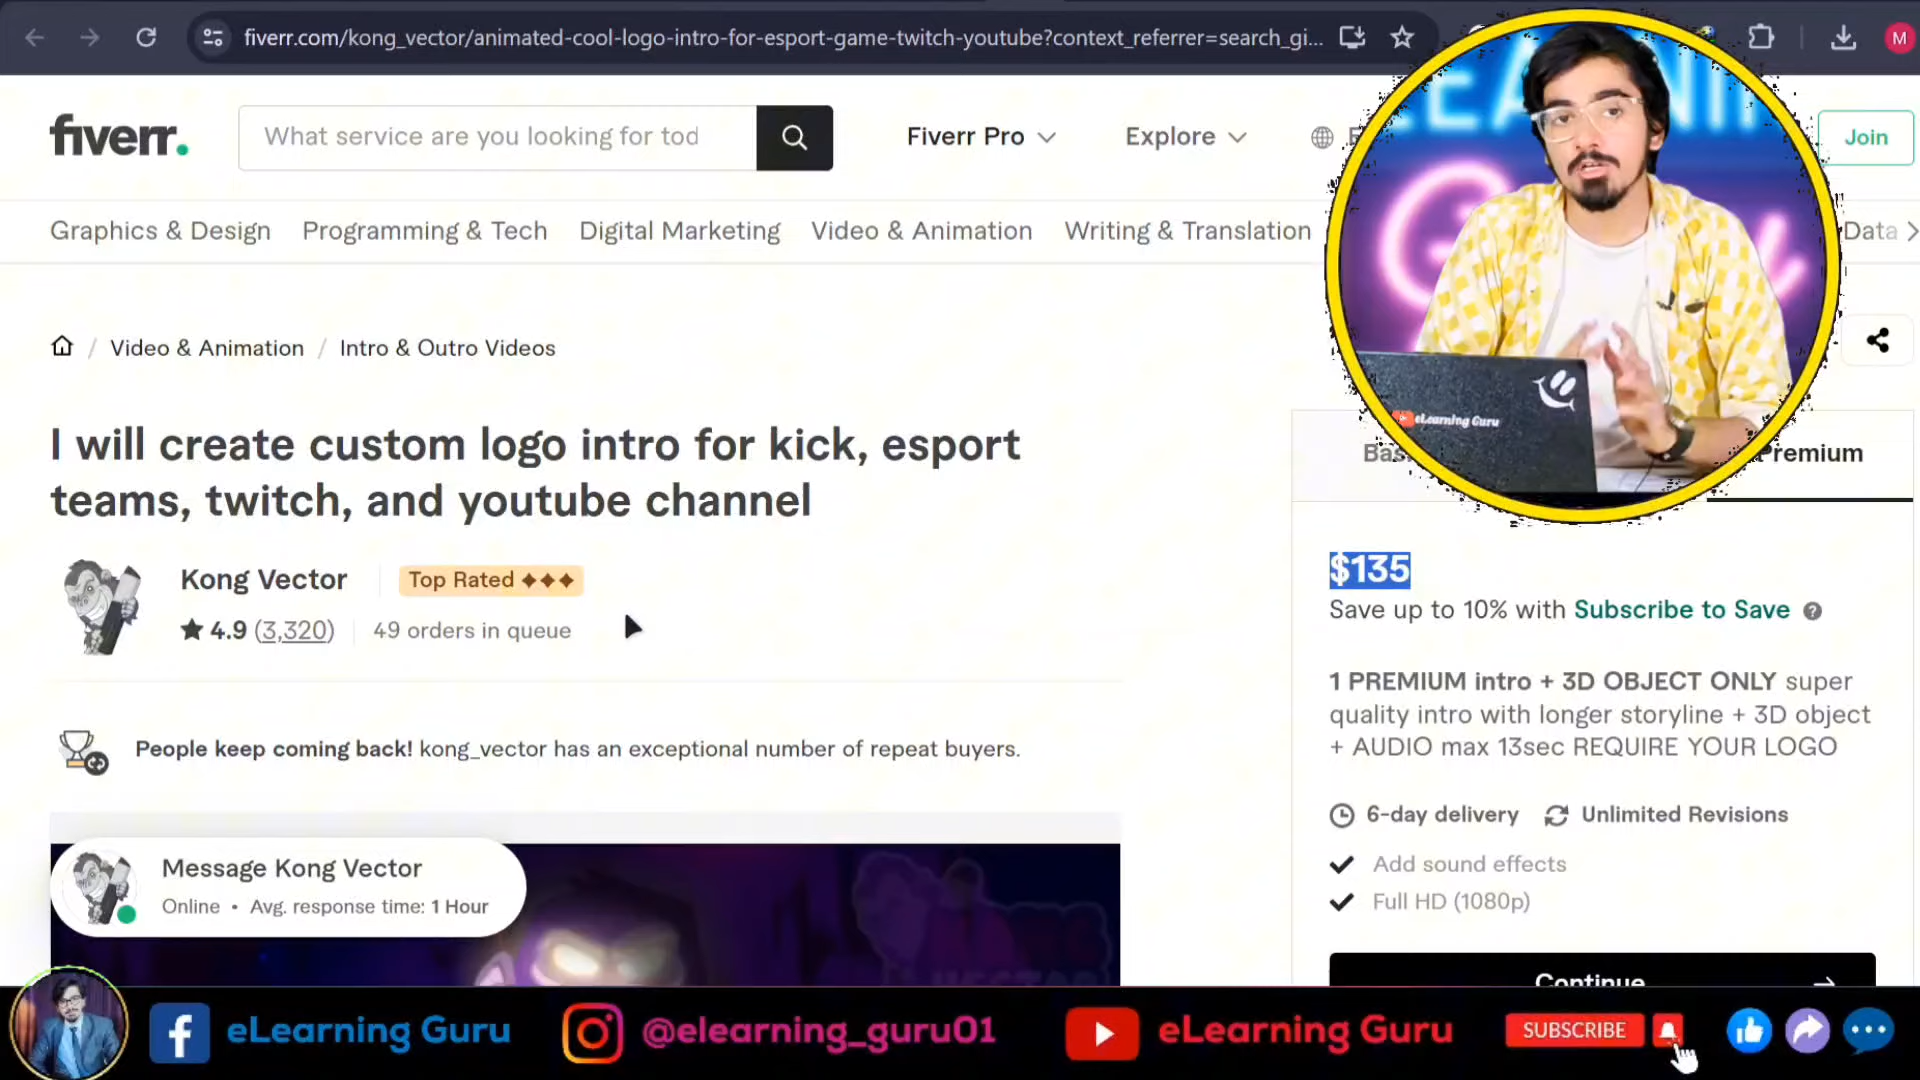 fiverr.com/kong_vector/animated-cool-logo-intro-for-esport-game-twitch-youtube?context_referrer=search_gi...
M
fiverr.
What service are you looking for tod
Fiverr Pro
Explore
Join
Graphics & Design
Programming & Tech
Digital Marketing
Video & Animation
Writing & Translation
Data
Video & Animation / Intro & Outro Videos
eLearning Guru
Premium
I will create custom logo intro for kick, esport
teams, twitch, and youtube channel
Kong Vector
Top Rated
4.9 (3,320)
49 orders in queue
$135
Save up to 10% with Subscribe to Save
1 PREMIUM intro + 3D OBJECT ONLY super
quality intro with longer storyline + 3D object
+ AUDIO max 13sec REQUIRE YOUR LOGO
People keep coming back! kong_vector has an exceptional number of repeat buyers.
6-day delivery
Unlimited Revisions
Add sound effects
Full HD (1080p)
Message Kong Vector
Online • Avg. response time: 1 Hour
Continue
eLearning Guru
@elearning_guru01
eLearning Guru
SUBSCRIBE